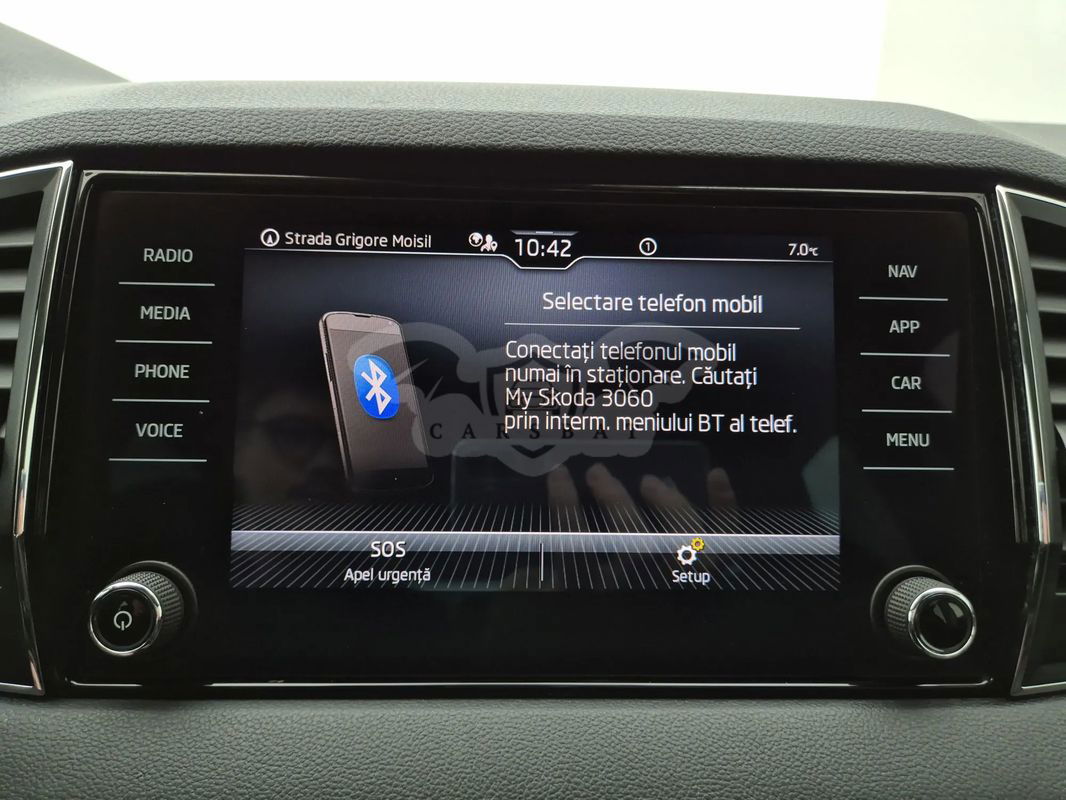 Strada Grigore Moisil
10:42
1
7.0°C
RADIO
MEDIA
PHONE
VOICE
Selectare telefon mobil
Conectați telefonul mobil
numai în staționare. Căutați
My Skoda 3060
prin interm. meniului BT al telef.
CARSBAT
SOS
Apel urgență
Setup
NAV
APP
CAR
MENU